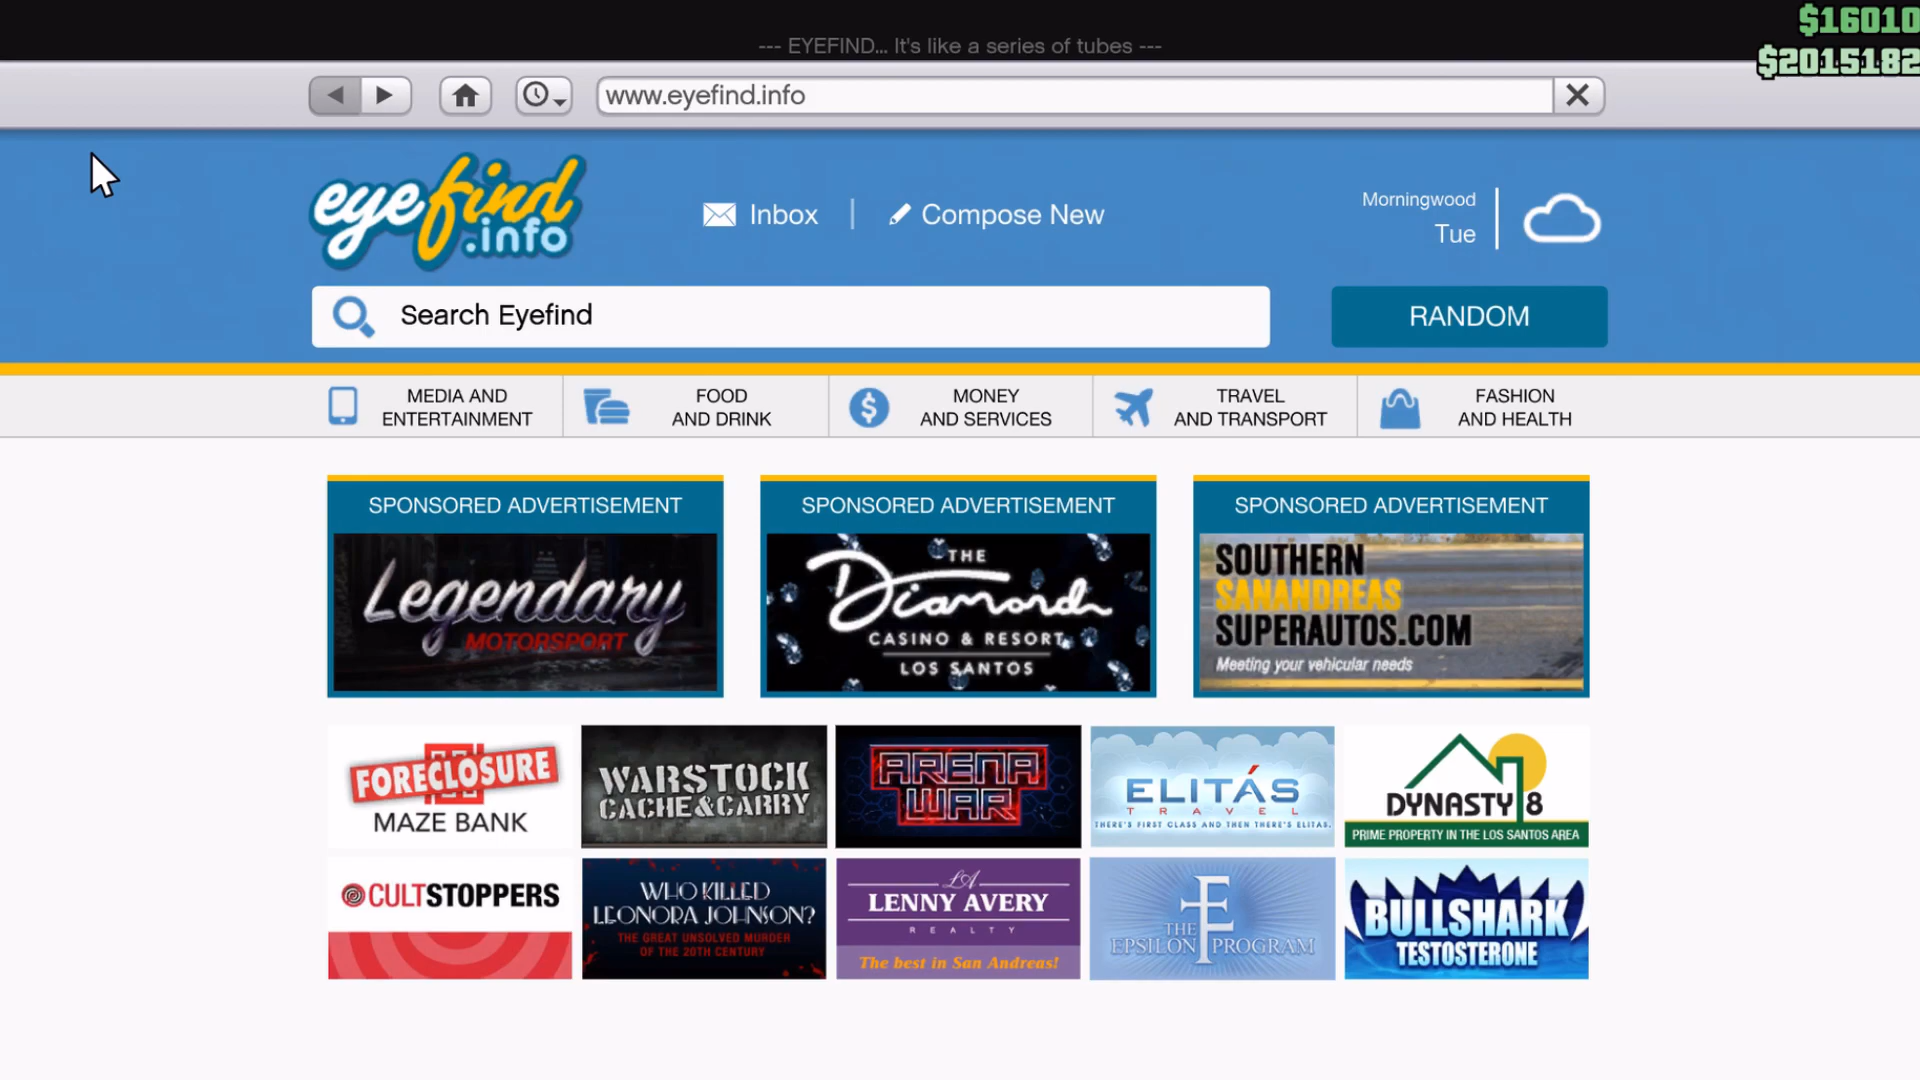 $16010
--- EYEFIND... It's like a series of tubes ---
$2015182
www.eyefind.info
eyefind
.info
Inbox
Compose New
Morningwood
Tue
Search Eyefind
RANDOM
MEDIA AND
ENTERTAINMENT
FOOD
AND DRINK
MONEY
AND SERVICES
TRAVEL
AND TRANSPORT
FASHION
AND HEALTH
SPONSORED ADVERTISEMENT
Legendary
MOTORSPORT
SPONSORED ADVERTISEMENT
THE
Diamond
CASINO & RESORT
LOS SANTOS
SPONSORED ADVERTISEMENT
SOUTHERN
SANANDREAS
SUPERAUTOS.COM
Meeting your vehicular needs
FORECLOSURE
MAZE BANK
WARSTOCK
CACHE&CARRY
ARENA
WAR
ELITÁS
TRAVEL
THERE'S FIRST CLASS AND THEN THERE'S ELITAS.
DYNASTY 8
PRIME PROPERTY IN THE LOS SANTOS AREA
CULTSTOPPERS
WHO KILLED
LEONORA JOHNSON?
THE GREAT UNSOLVED MURDER
OF THE 20TH CENTURY
LA
LENNY AVERY
REALTY
The best in San Andreas!
THE
EPSILON PROGRAM
BULLSHARK
TESTOSTERONE